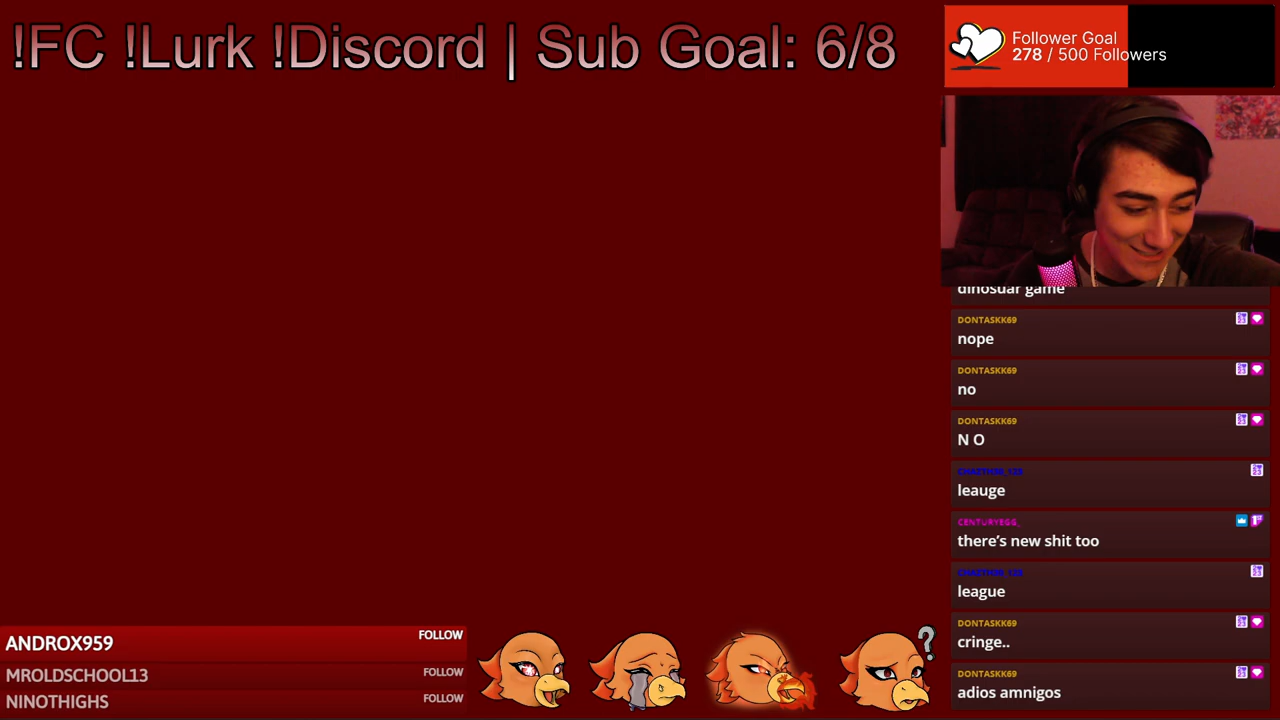 !FC !Lurk !Discord | Sub Goal: 6/8
Follower Goal
278 / 500 Followers
dinosuar game
DONTASKK69
nope
DONTASKK69
no
DONTASKK69
N O
leauge
CENTURYEGG_
there's new shit too
league
DONTASKK69
cringe..
DONTASKK69
adios amnigos
ANDROX959 FOLLOW
MROLDSCHOOL13 FOLLOW
NINOTHIGHS FOLLOW
?